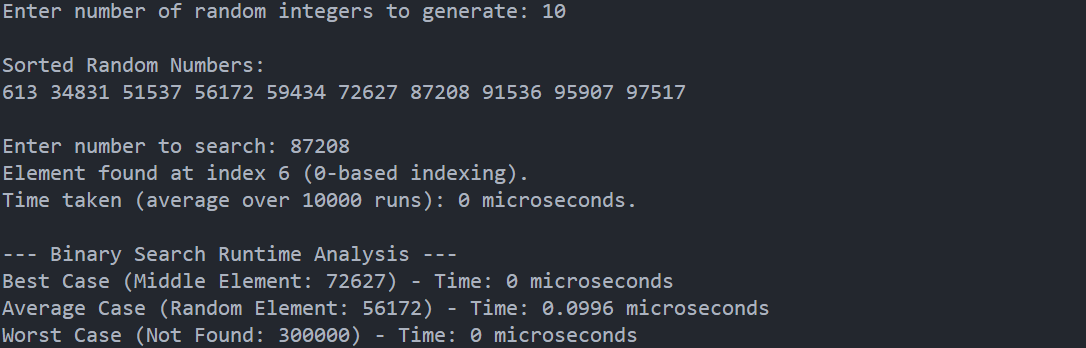 Enter number of random integers to generate: 10
Sorted Random Numbers:
613 34831 51537 56172 59434 72627 87208 91536 95907 97517
Enter number to search: 87208
Element found at index 6 (0-based indexing).
Time taken (average over 10000 runs): 0 microseconds.
--- Binary Search Runtime Analysis ---
Best Case (Middle Element: 72627) - Time: 0 microseconds
Average Case (Random Element: 56172) - Time: 0.0996 microseconds
Worst Case (Not Found: 300000) - Time: 0 microseconds